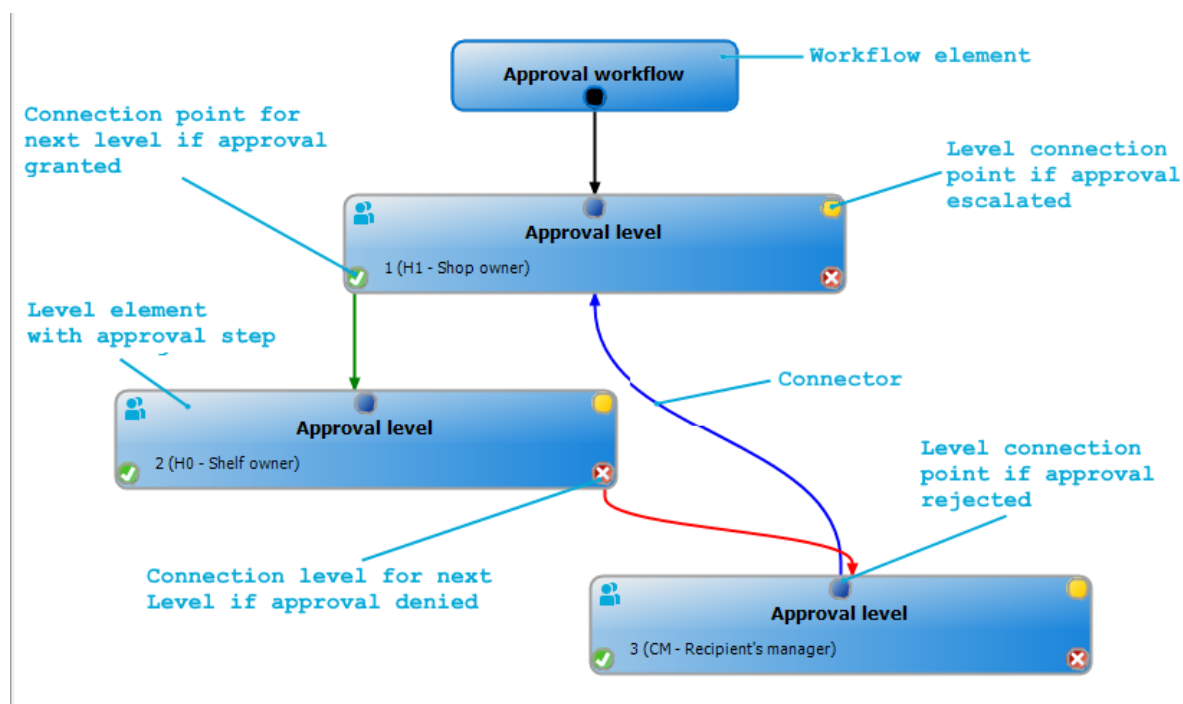 Approval workflow
Workflow element
Connection point for
next level if approval
granted
Level connection
point if approval
escalated
Approval level
1 (H1 - Shop owner)
Level element
with approval step
Connector
Approval level
2 (H0 - Shelf owner)
Level connection
point if approval
rejected
Connection level for next
Level if approval denied
Approval level
3 (CM - Recipient's manager)